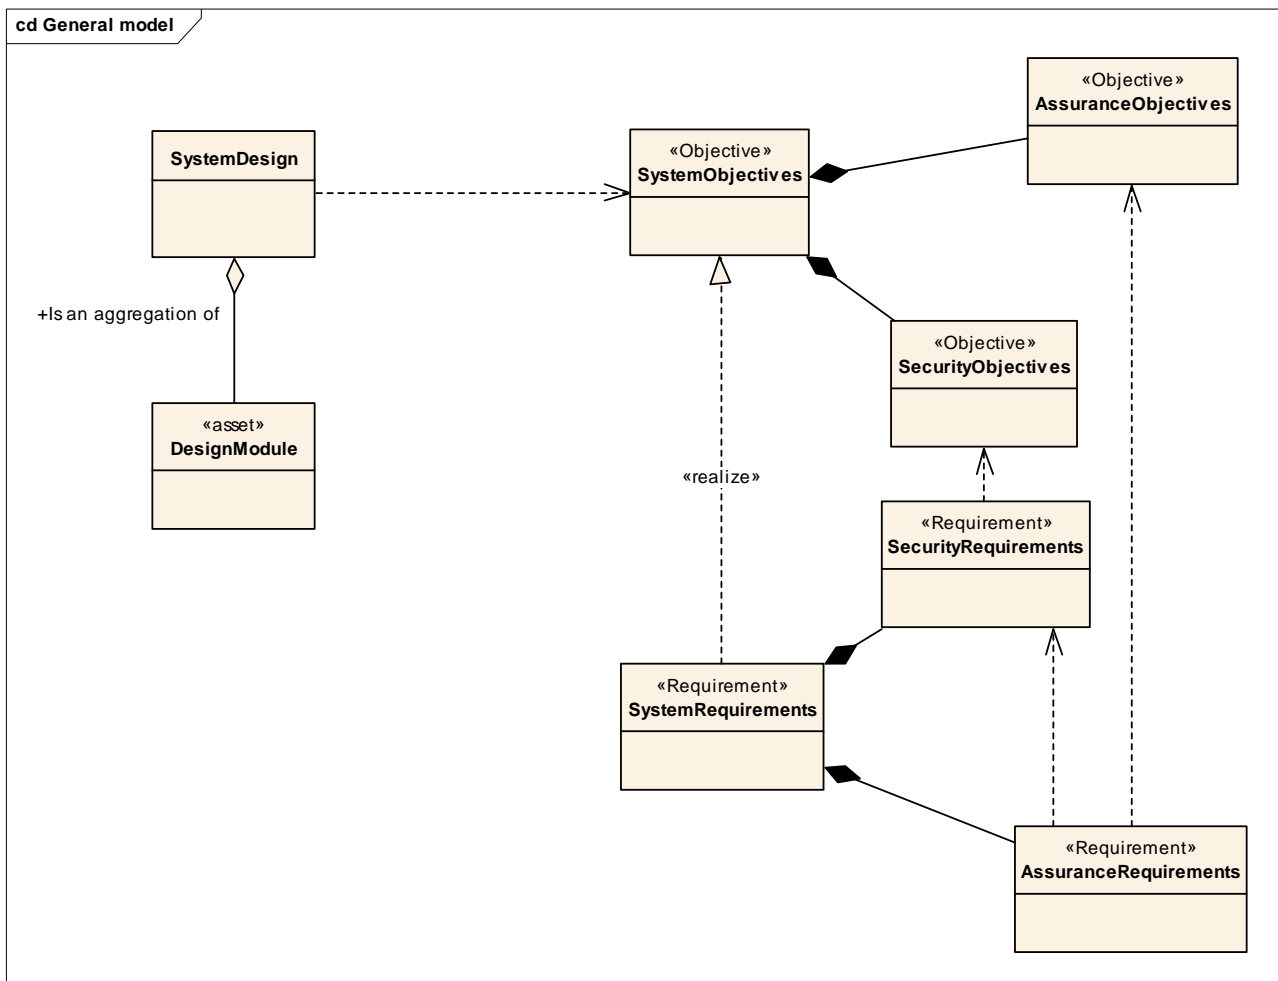 cd General model
«Objective»
AssuranceObjectives
SystemDesign
«Objective»
SystemObjectives
+Is an aggregation of
«Objective»
SecurityObjectives
«asset»
DesignModule
«realize»
«Requirement»
SecurityRequirements
«Requirement»
SystemRequirements
«Requirement»
AssuranceRequirements